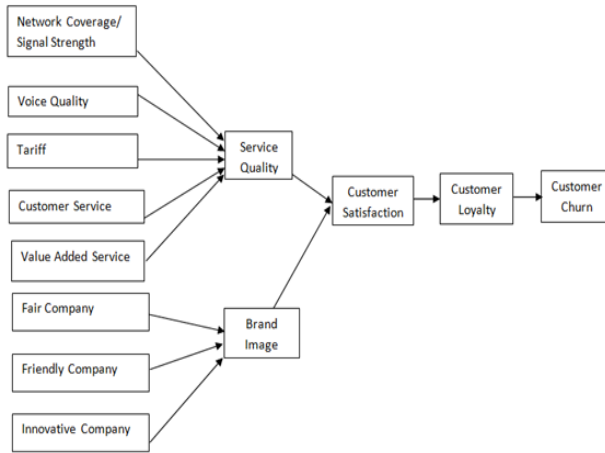 Network Coverage/
Signal Strength
Voice Quality
Tariff
Customer Service
Value Added Service
Fair Company
Friendly Company
Innovative Company
Service
Quality
Brand
Image
Customer
Satisfaction
Customer
Loyalty
Customer
Churn